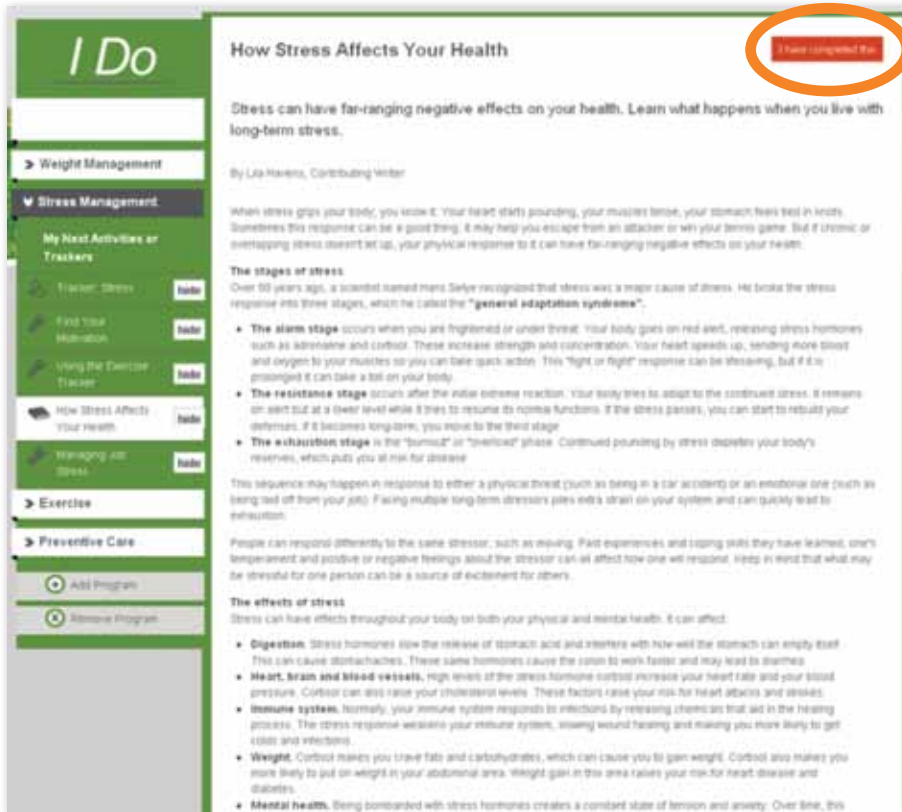 I Do
Weight Management
Stress Management
My Next Activities or
Trackers
Tracker: Stress
hide
Find Your
Motivation
hide
Using the Exercise
Tracker
hide
How Stress Affects
Your Health
hide
Managing Job
Stress
hide
Exercise
Preventive Care
Add Program
Remove Program
How Stress Affects Your Health
I have completed this
Stress can have far-ranging negative effects on your health. Learn what happens when you live with
long-term stress.
By Lila Havens, Contributing Writer
When stress grips your body, you know it. Your heart starts pounding, your muscles tense, your stomach feels tied in knots.
Sometimes this response can be a good thing. It may help you escape from an attacker or win your tennis game. But if chronic or
overlapping stress doesn't let up, your physical response to it can have far-ranging negative effects on your health.
The stages of stress
Over 50 years ago, a scientist named Hans Selye recognized that stress was a major cause of illness. He broke the stress
response into three stages, which he called the "general adaptation syndrome".
The alarm stage occurs when you are frightened or under threat. Your body goes on red alert, releasing stress hormones
such as adrenaline and cortisol. These increase strength and concentration. Your heart speeds up, sending more blood
and oxygen to your muscles so you can take quick action. This "fight or flight" response can be lifesaving, but if it is
prolonged it can take a toll on your body.
The resistance stage occurs after the initial extreme reaction. Your body tries to adapt to the continued stress. It remains
on alert but at a lower level while it tries to resume its normal functions. If the stress passes, you can start to rebuild your
defenses. If it becomes long-term, you move to the third stage.
The exhaustion stage is the "burnout" or "overload" phase. Continued pounding by stress depletes your body's
reserves, which puts you at risk for disease.
This sequence may happen in response to either a physical threat (such as being in a car accident) or an emotional one (such as
being laid off from your job). Facing multiple long-term stressors piles extra strain on your system and can quickly lead to
exhaustion.
People can respond differently to the same stressor, such as moving. Past experiences and coping skills they have learned, one's
temperament and positive or negative feelings about the stressor can all affect how one will respond. Keep in mind that what may
be stressful for one person can be a source of excitement for others.
The effects of stress
Stress can have effects throughout your body on both your physical and mental health. It can affect:
Digestion. Stress hormones slow the release of stomach acid and interfere with how well the stomach can empty itself.
This can cause stomachaches. These same hormones cause the colon to work faster and may lead to diarrhea.
Heart, brain and blood vessels. High levels of the stress hormone cortisol increase your heart rate and your blood
pressure. Cortisol can also raise your cholesterol levels. These factors raise your risk for heart attacks and strokes.
Immune system. Normally, your immune system responds to infections by releasing chemicals that aid in the healing
process. The stress response weakens your immune system, slowing wound healing and making you more likely to get
colds and infections.
Weight. Cortisol makes you crave fats and carbohydrates, which can cause you to gain weight. Cortisol also makes you
more likely to put on weight in your abdominal area. Weight gain in this area raises your risk for heart disease and
diabetes.
Mental health. Being bombarded with stress hormones creates a constant state of tension and anxiety. Over time, this